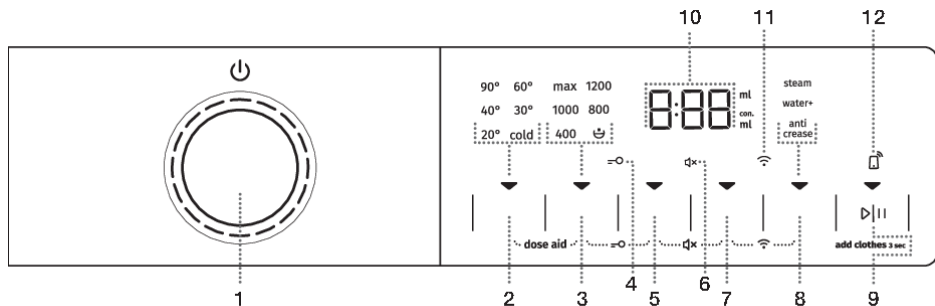 10 11 12
90° 60° max 1200 8:88 ml steam
40° 30° 1000 800 con. water+
20° cold 400 ml anti
crease
dose aid add clothes 3 sec
1 2 3 4 5 6 7 8 9